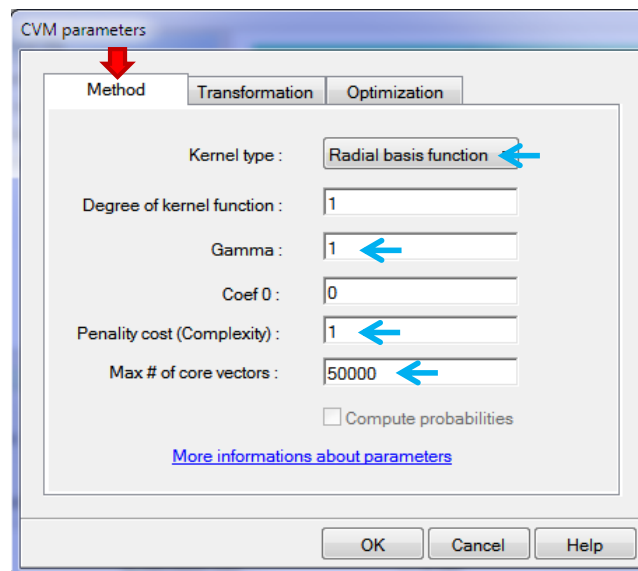 CVM parameters
Method Transformation Optimization
Kernel type : Radial basis function
Degree of kernel function : 1
Gamma : 1
Coef 0 : 0
Penality cost (Complexity) : 1
Max # of core vectors : 50000
Compute probabilities
More informations about parameters
OK Cancel Help